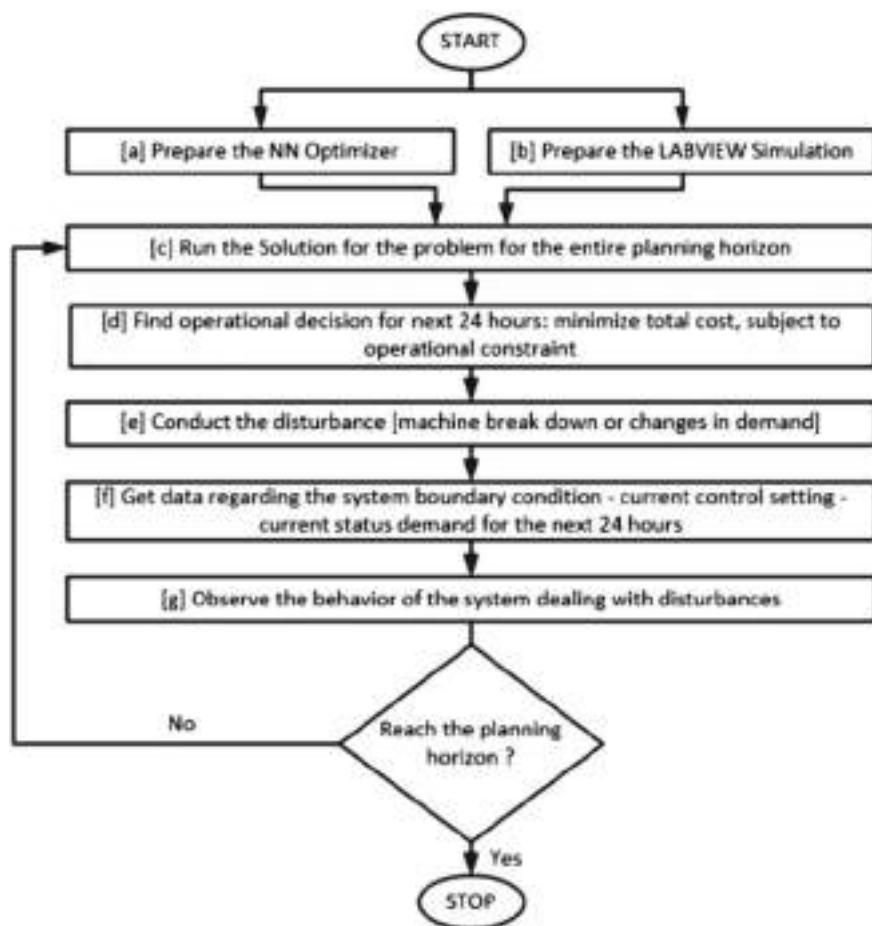 START
[a] Prepare the NN Optimizer
[b] Prepare the LABVIEW Simulation
[c] Run the Solution for the problem for the entire planning horizon
[d] Find operational decision for next 24 hours: minimize total cost, subject to
operational constraint
[e] Conduct the disturbance [machine break down or changes in demand]
[f] Get data regarding the system boundary condition - current control setting -
current status demand for the next 24 hours
[g] Observe the behavior of the system dealing with disturbances
No
Reach the planning
horizon ?
Yes
STOP